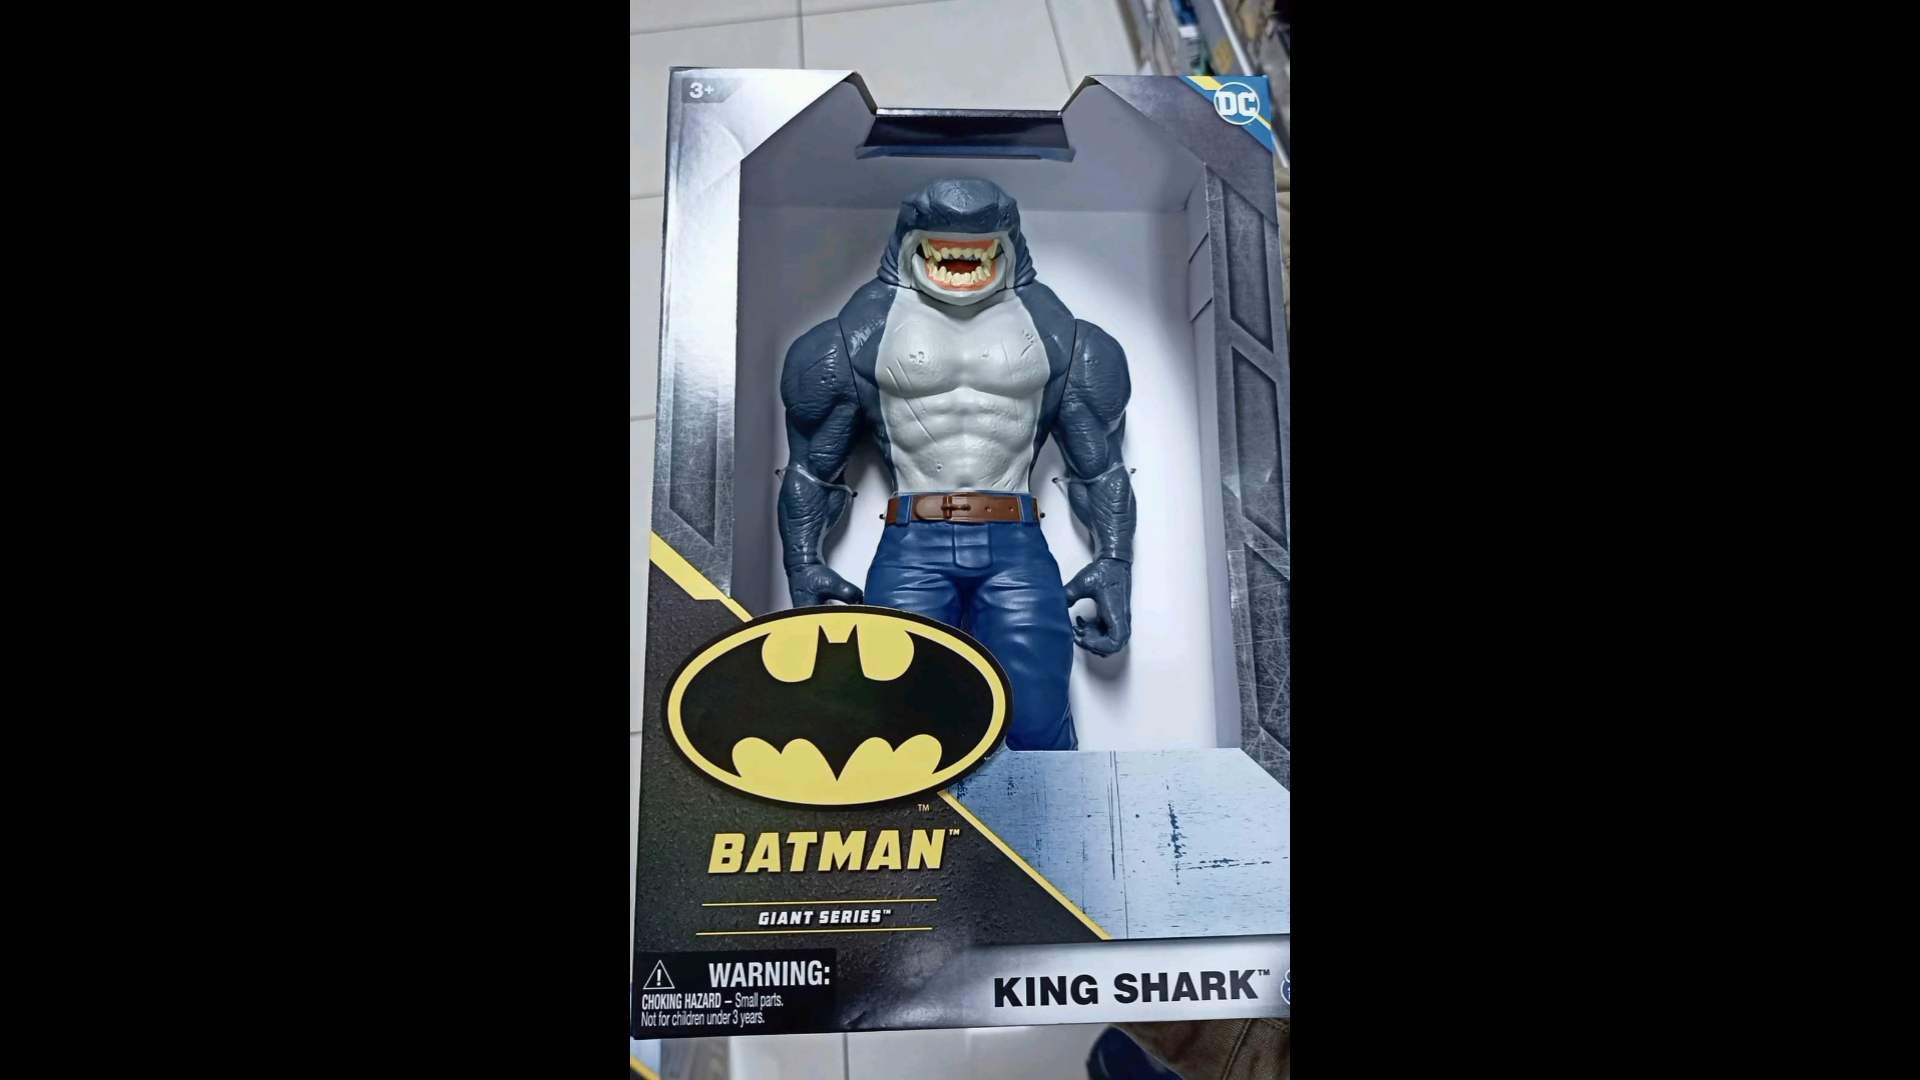 3+
DC
BATMAN™
GIANT SERIES™
WARNING:
CHOKING HAZARD – Small parts.
Not for children under 3 years.
KING SHARK™